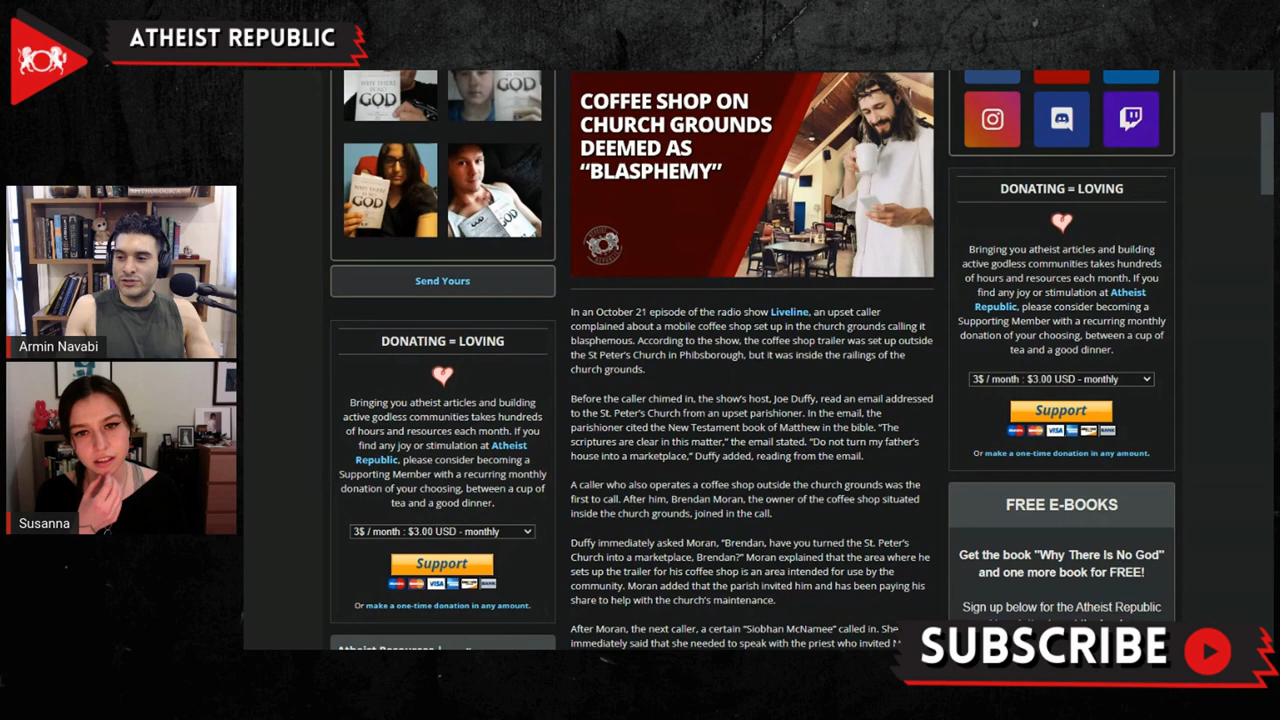 ATHEIST REPUBLIC
Armin Navabi
Susanna
WHY THERE IS NO
GOD
GOD
Send Yours
DONATING = LOVING
Bringing you atheist articles and building
active godless communities takes hundreds
of hours and resources each month. If you
find any joy or stimulation at Atheist
Republic, please consider becoming a
Supporting Member with a recurring monthly
donation of your choosing, between a cup of
tea and a good dinner.
3$ / month : $3.00 USD - monthly
Support
VISA
BANK
Or make a one-time donation in any amount.
COFFEE SHOP ON
CHURCH GROUNDS
DEEMED AS
“BLASPHEMY”
In an October 21 episode of the radio show Liveline, an upset caller
complained about a mobile coffee shop set up in the church grounds calling it
blasphemous. According to the show, the coffee shop trailer was set up outside
the St Peter’s Church in Phibsborough, but it was inside the railings of the
church grounds.
Before the caller chimed in, the show’s host, Joe Duffy, read an email addressed
to the St. Peter’s Church from an upset parishioner. In the email, the
parishioner cited the New Testament book of Matthew in the bible. “The
scriptures are clear in this matter,” the email stated. “Do not turn my father’s
house into a marketplace,” Duffy added, reading from the email.
A caller who also operates a coffee shop outside the church grounds was the
first to call. After him, Brendan Moran, the owner of the coffee shop situated
inside the church grounds, joined in the call.
Duffy immediately asked Moran, “Brendan, have you turned the St. Peter’s
Church into a marketplace, Brendan?” Moran explained that the area where he
sets up the trailer for his coffee shop is an area intended for use by the
community. Moran added that the parish invited him and has been paying his
share to help with the church’s maintenance.
After Moran, the next caller, a certain “Siobhan McNamee” called in. She
immediately said that she needed to speak with the priest who invited
DONATING = LOVING
Bringing you atheist articles and building
active godless communities takes hundreds
of hours and resources each month. If you
find any joy or stimulation at Atheist
Republic, please consider becoming a
Supporting Member with a recurring monthly
donation of your choosing, between a cup of
tea and a good dinner.
3$ / month : $3.00 USD - monthly
Support
VISA
BANK
Or make a one-time donation in any amount.
FREE E-BOOKS
Get the book "Why There Is No God"
and one more book for FREE!
Sign up below for the Atheist Republic
SUBSCRIBE